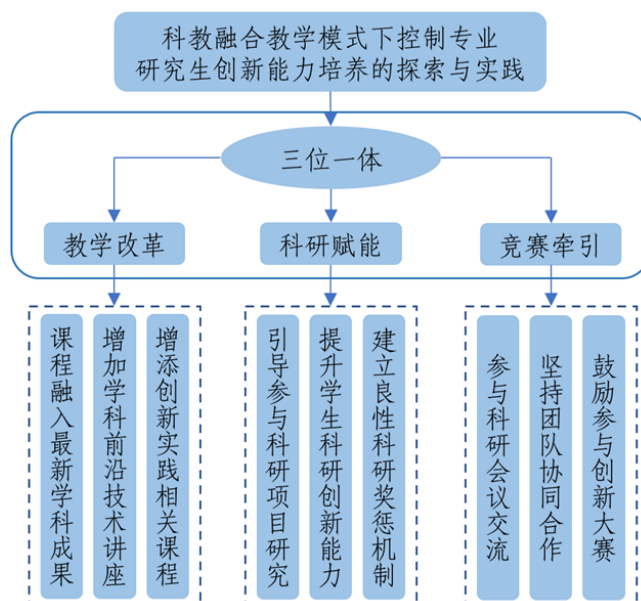 科教融合教学模式下控制专业
研究生创新能力培养的探索与实践
三位一体
教学改革
科研赋能
竞赛牵引
课程融入最新学科成果
增加学科前沿技术讲座
增添创新实践相关课程
引导参与科研项目研究
提升学生科研创新能力
建立良性科研奖惩机制
参与科研会议交流
坚持团队协同合作
鼓励参与创新大赛